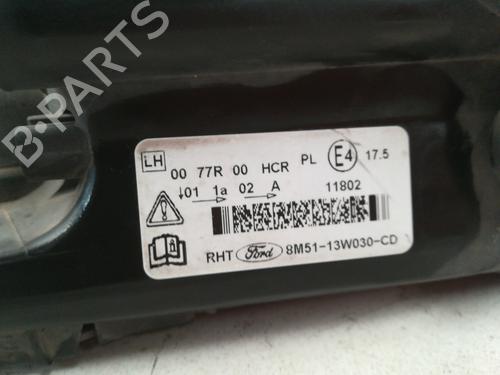 B-PARTS
LH 00 77R 00 HCR PL E4 17.5
↓01 1a 02 A 11802
RHT Ford 8M51-13W030-CD